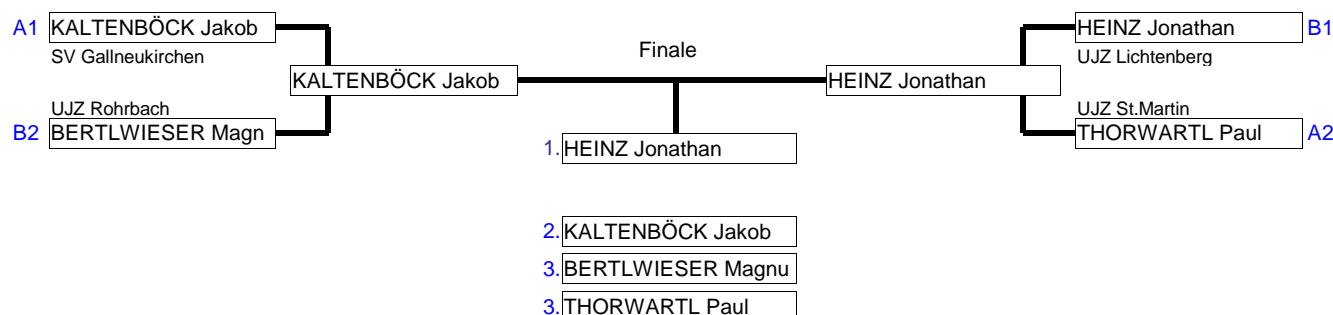 A1 KALTENBÖCK Jakob
SV Gallneukirchen
UJZ Rohrbach
B2 BERTLWIESER Magn
KALTENBÖCK Jakob
Finale
HEINZ Jonathan
HEINZ Jonathan B1
UJZ Lichtenberg
UJZ St.Martin
THORWARTL Paul A2
1. HEINZ Jonathan
2. KALTENBÖCK Jakob
3. BERTLWIESER Magnu
3. THORWARTL Paul